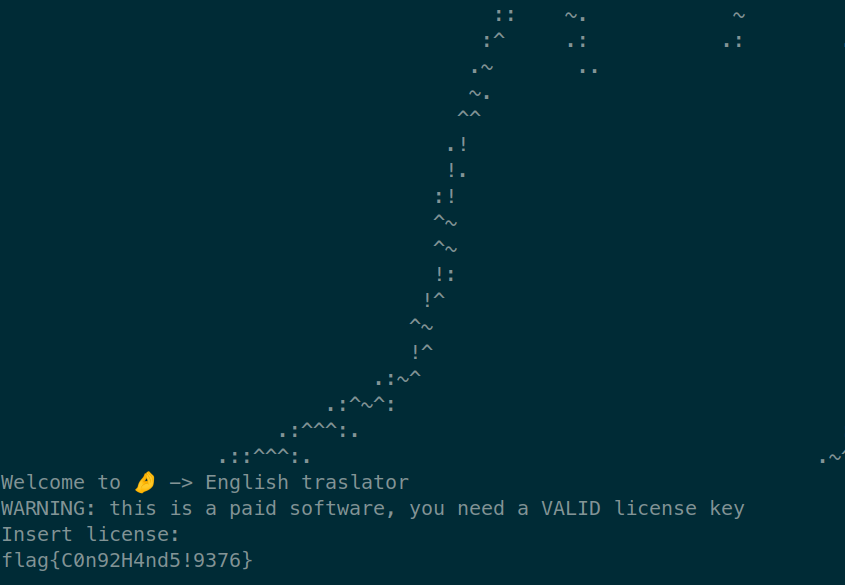 Welcome to 🤌 —> English traslator
WARNING: this is a paid software, you need a VALID license key
Insert license:
flag{C0n92H4nd5!9376}